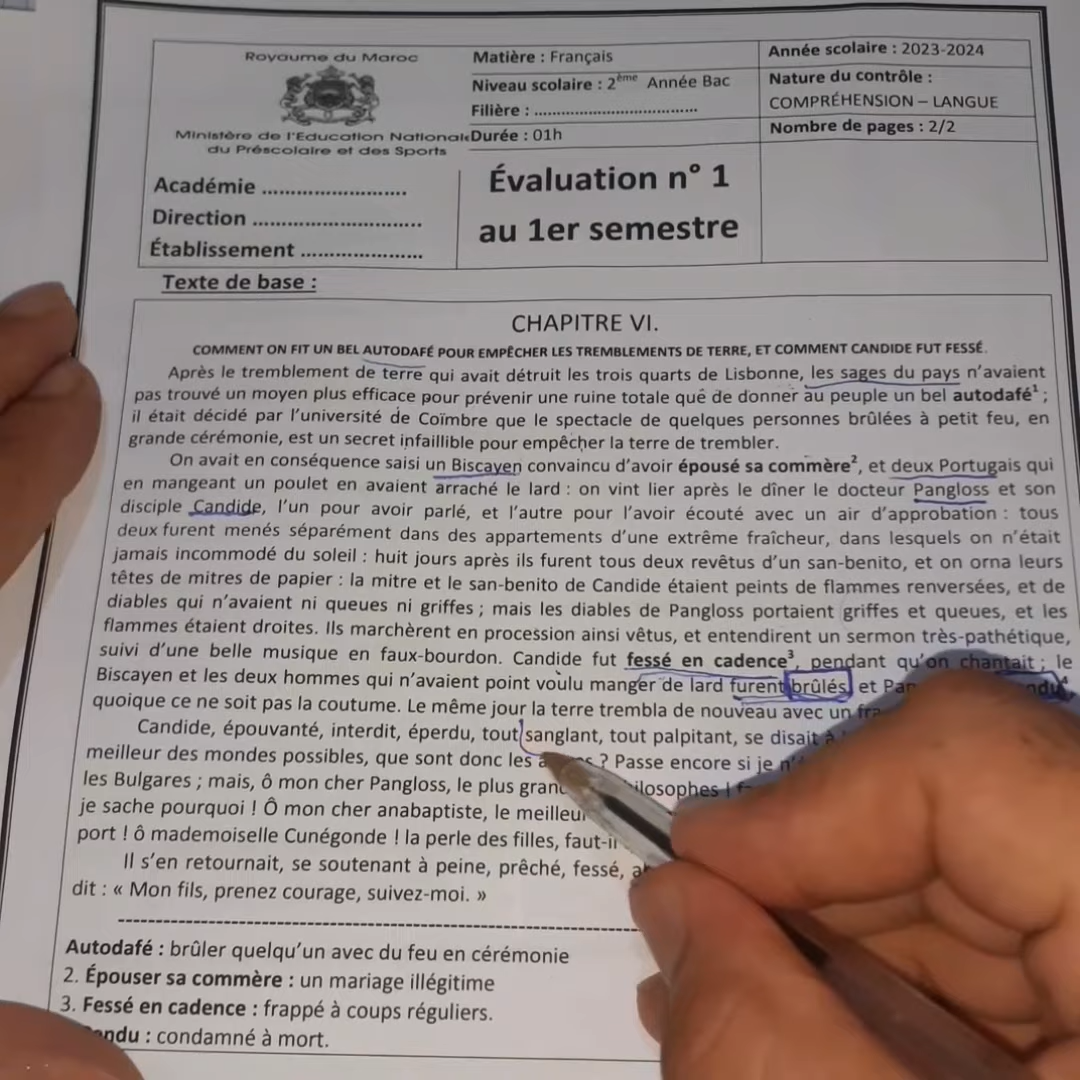 Royaume du Maroc
Ministère de l'Education Nationale
du Préscolaire et des Sports
Matière : Français
Niveau scolaire : 2ème Année Bac
Filière : ..........................................
Durée : 01h
Année scolaire : 2023-2024
Nature du contrôle :
COMPRÉHENSION – LANGUE
Nombre de pages : 2/2
Académie ...........................
Direction ...............................
Établissement ......................
Évaluation n° 1
au 1er semestre
Texte de base :
CHAPITRE VI.
COMMENT ON FIT UN BEL AUTODAFÉ POUR EMPÊCHER LES TREMBLEMENTS DE TERRE, ET COMMENT CANDIDE FUT FESSÉ.
Après le tremblement de terre qui avait détruit les trois quarts de Lisbonne, les sages du pays n'avaient
pas trouvé un moyen plus efficace pour prévenir une ruine totale que de donner au peuple un bel autodafé¹ ;
il était décidé par l'université de Coïmbre que le spectacle de quelques personnes brûlées à petit feu, en
grande cérémonie, est un secret infaillible pour empêcher la terre de trembler.
On avait en conséquence saisi un Biscayen convaincu d'avoir épousé sa commère², et deux Portugais qui
en mangeant un poulet en avaient arraché le lard : on vint lier après le dîner le docteur Pangloss et son
disciple Candide, l'un pour avoir parlé, et l'autre pour l'avoir écouté avec un air d'approbation : tous
deux furent menés séparément dans des appartements d'une extrême fraîcheur, dans lesquels on n'était
jamais incommodé du soleil : huit jours après ils furent tous deux revêtus d'un san-benito, et on orna leurs
têtes de mitres de papier : la mitre et le san-benito de Candide étaient peints de flammes renversées, et de
diables qui n'avaient ni queues ni griffes ; mais les diables de Pangloss portaient griffes et queues, et les
flammes étaient droites. Ils marchèrent en procession ainsi vêtus, et entendirent un sermon très-pathétique,
suivi d'une belle musique en faux-bourdon. Candide fut fessé en cadence³, pendant qu'on chantait ; le
Biscayen et les deux hommes qui n'avaient point voulu manger de lard furent brûlés, et
quoique ce ne soit pas la coutume. Le même jour la terre trembla de nouveau avec un
Candide, épouvanté, interdit, éperdu, tout sanglant, tout palpitant, se disait à
meilleur des mondes possibles, que sont donc les ? Passe encore si je
les Bulgares ; mais, ô mon cher Pangloss, le plus
je sache pourquoi ! Ô mon cher anabaptiste, le meilleur
port ! ô mademoiselle Cunégonde ! la perle des filles,
Il s'en retournait, se soutenant à peine, prêché, fessé,
dit : « Mon fils, prenez courage, suivez-moi. »
Autodafé : brûler quelqu'un avec du feu en cérémonie
2. Épouser sa commère : un mariage illégitime
3. Fessé en cadence : frappé à coups réguliers.
: condamné à mort.